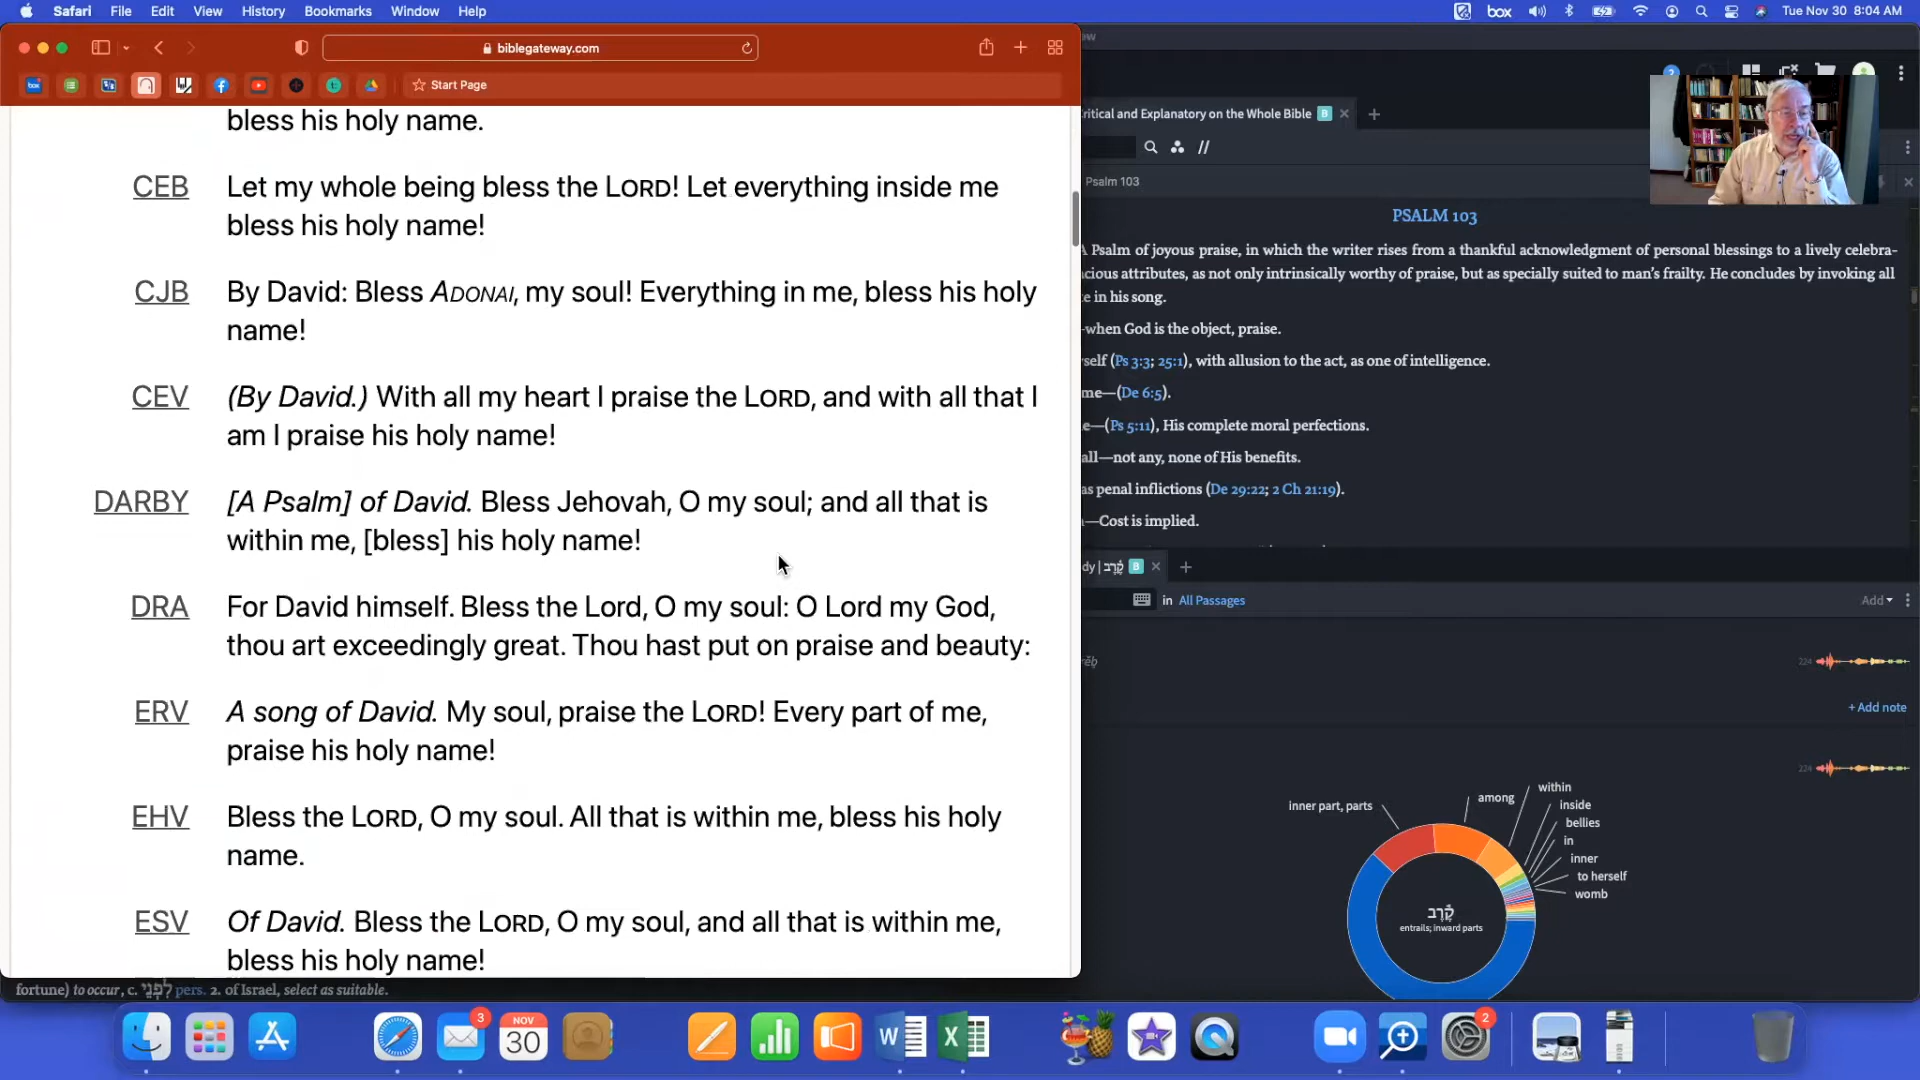 Safari File Edit View History Bookmarks Window Help
box
Tue Nov 30 8:04 AM
biblegateway.com
Start Page
bless his holy name.
CEB Let my whole being bless the LORD! Let everything inside me
bless his holy name!
CJB By David: Bless ADONAI, my soul! Everything in me, bless his holy
name!
CEV (By David.) With all my heart I praise the LORD, and with all that I
am I praise his holy name!
DARBY [A Psalm] of David. Bless Jehovah, O my soul; and all that is
within me, [bless] his holy name!
DRA For David himself. Bless the Lord, O my soul: O Lord my God,
thou art exceedingly great. Thou hast put on praise and beauty:
ERV A song of David. My soul, praise the LORD! Every part of me,
praise his holy name!
EHV Bless the LORD, O my soul. All that is within me, bless his holy
name.
ESV Of David. Bless the LORD, O my soul, and all that is within me,
bless his holy name!
fortune) to occur, c. לִפְנֵי pers. 2. of Israel, select as suitable.
ow
2
ritical and Explanatory on the Whole Bible B
Psalm 103
PSALM 103
A Psalm of joyous praise, in which the writer rises from a thankful acknowledgment of personal blessings to a lively celebra-
cious attributes, as not only intrinsically worthy of praise, but as specially suited to man's frailty. He concludes by invoking all
e in his song.
-when God is the object, praise.
self (Ps 3:3; 25:1), with allusion to the act, as one of intelligence.
me—(De 6:5).
e—(Ps 5:11), His complete moral perfections.
all—not any, none of His benefits.
as penal inflictions (De 29:22; 2 Ch 21:19).
—Cost is implied.
dy | קֶרֶב B
in All Passages
Add
224
+ Add note
224
inner part, parts
among
within
inside
bellies
in
inner
to herself
womb
קֶרֶב
entrails; inward parts
3
NOV
30
W
X
2